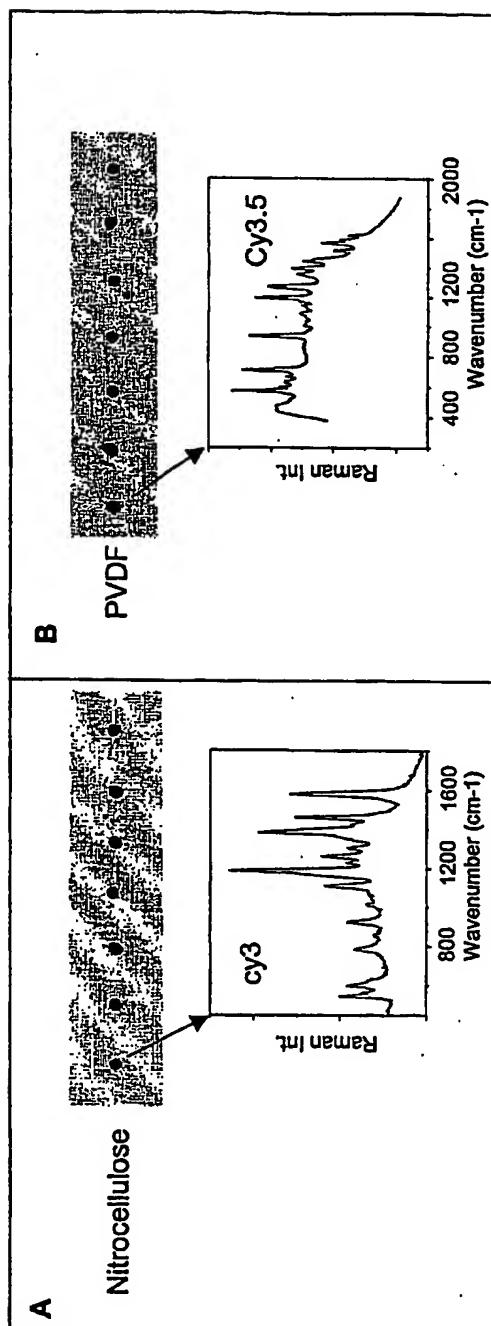 A
Nitrocellulose
cy3
Raman Int.
800 1200 1600
Wavenumber (cm-1)
B
PVDF
Cy3.5
Raman Int.
400 800 1200 2000
Wavenumber (cm-1)